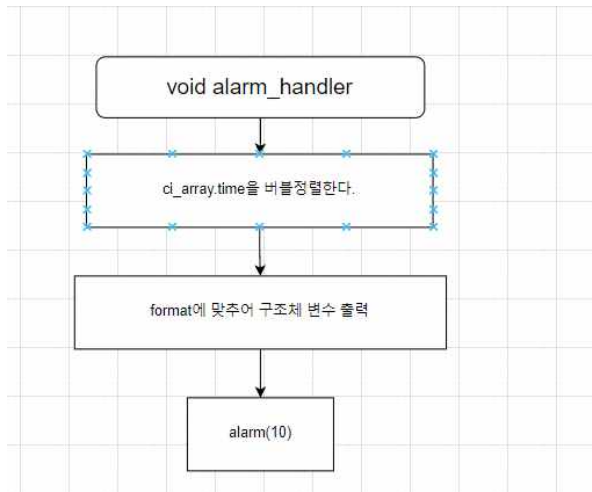 void alarm_handler
ci_array.time을 버블정렬한다.
format에 맞추어 구조체 변수 출력
alarm(10)